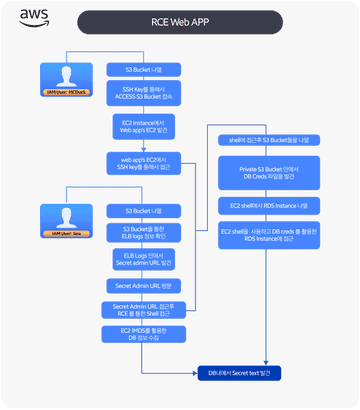 aws
RCE Web APP
IAM User: MCDuck
S3 Bucket 나열
SSH Key를 통해서
ACCESS S3 Bucket 접속
EC2 Instance에서
Web app's EC2 발견
web app's EC2에서
SSH key를 통해서 접근
IAM User: lara
S3 Bucket 나열
S3 Bucket을 통한
ELB logs 정보 확인
ELB Logs 안에서
Secret admin URL 발견
Secret Admin URL 방문
Secret Admin URL 접근후
RCE 를 통한 Shell 접근
EC2 IMDS를 활용한
DB 정보 수집
shell에 접근후 S3 Bucket들을 나열
Private S3 Bucket 안에서
DB Creds 파일을 발견
EC2 shell에서 RDS Instance 나열
EC2 shell을 사용하고 DB creds 를 활용한
RDS Instance에 접근
DB내에서 Secret text 발견